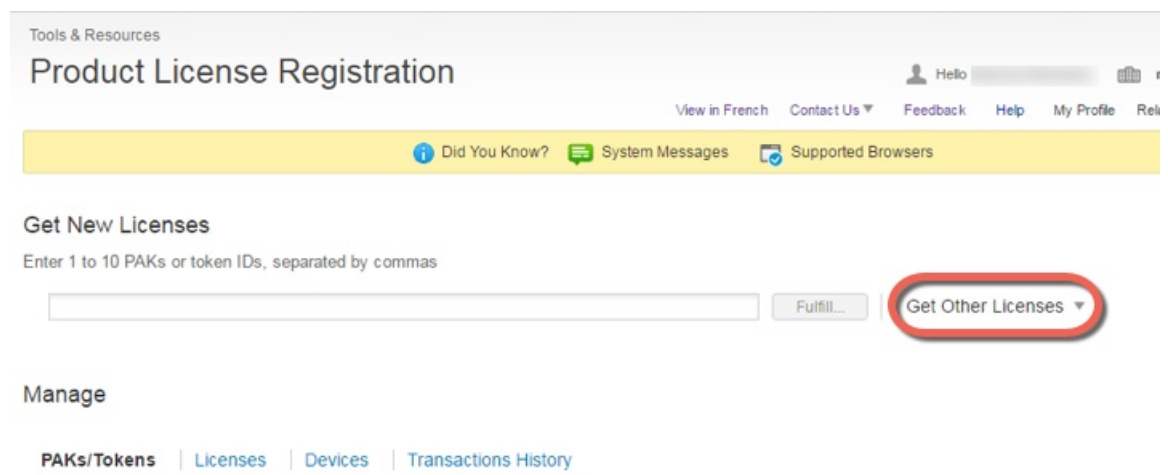 Tools & Resources
Product License Registration
Hello
View in French Contact Us Feedback Help My Profile
Did You Know? System Messages Supported Browsers
Get New Licenses
Enter 1 to 10 PAKs or token IDs, separated by commas
Fulfill... Get Other Licenses
Manage
PAKs/Tokens Licenses Devices Transactions History